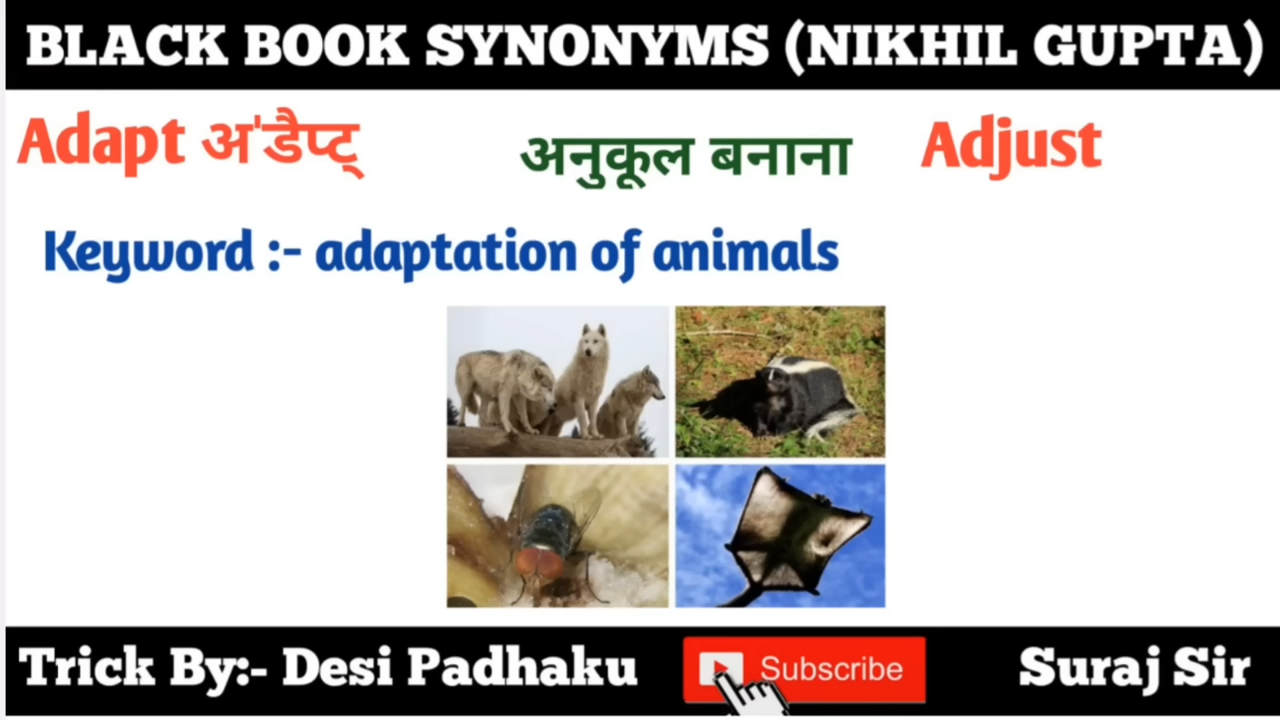 BLACK BOOK SYNONYMS (NIKHIL GUPTA)
Adapt अ'डैप्ट् अनुकूल बनाना Adjust
Keyword :- adaptation of animals
Trick By:- Desi Padhaku Subscribe Suraj Sir